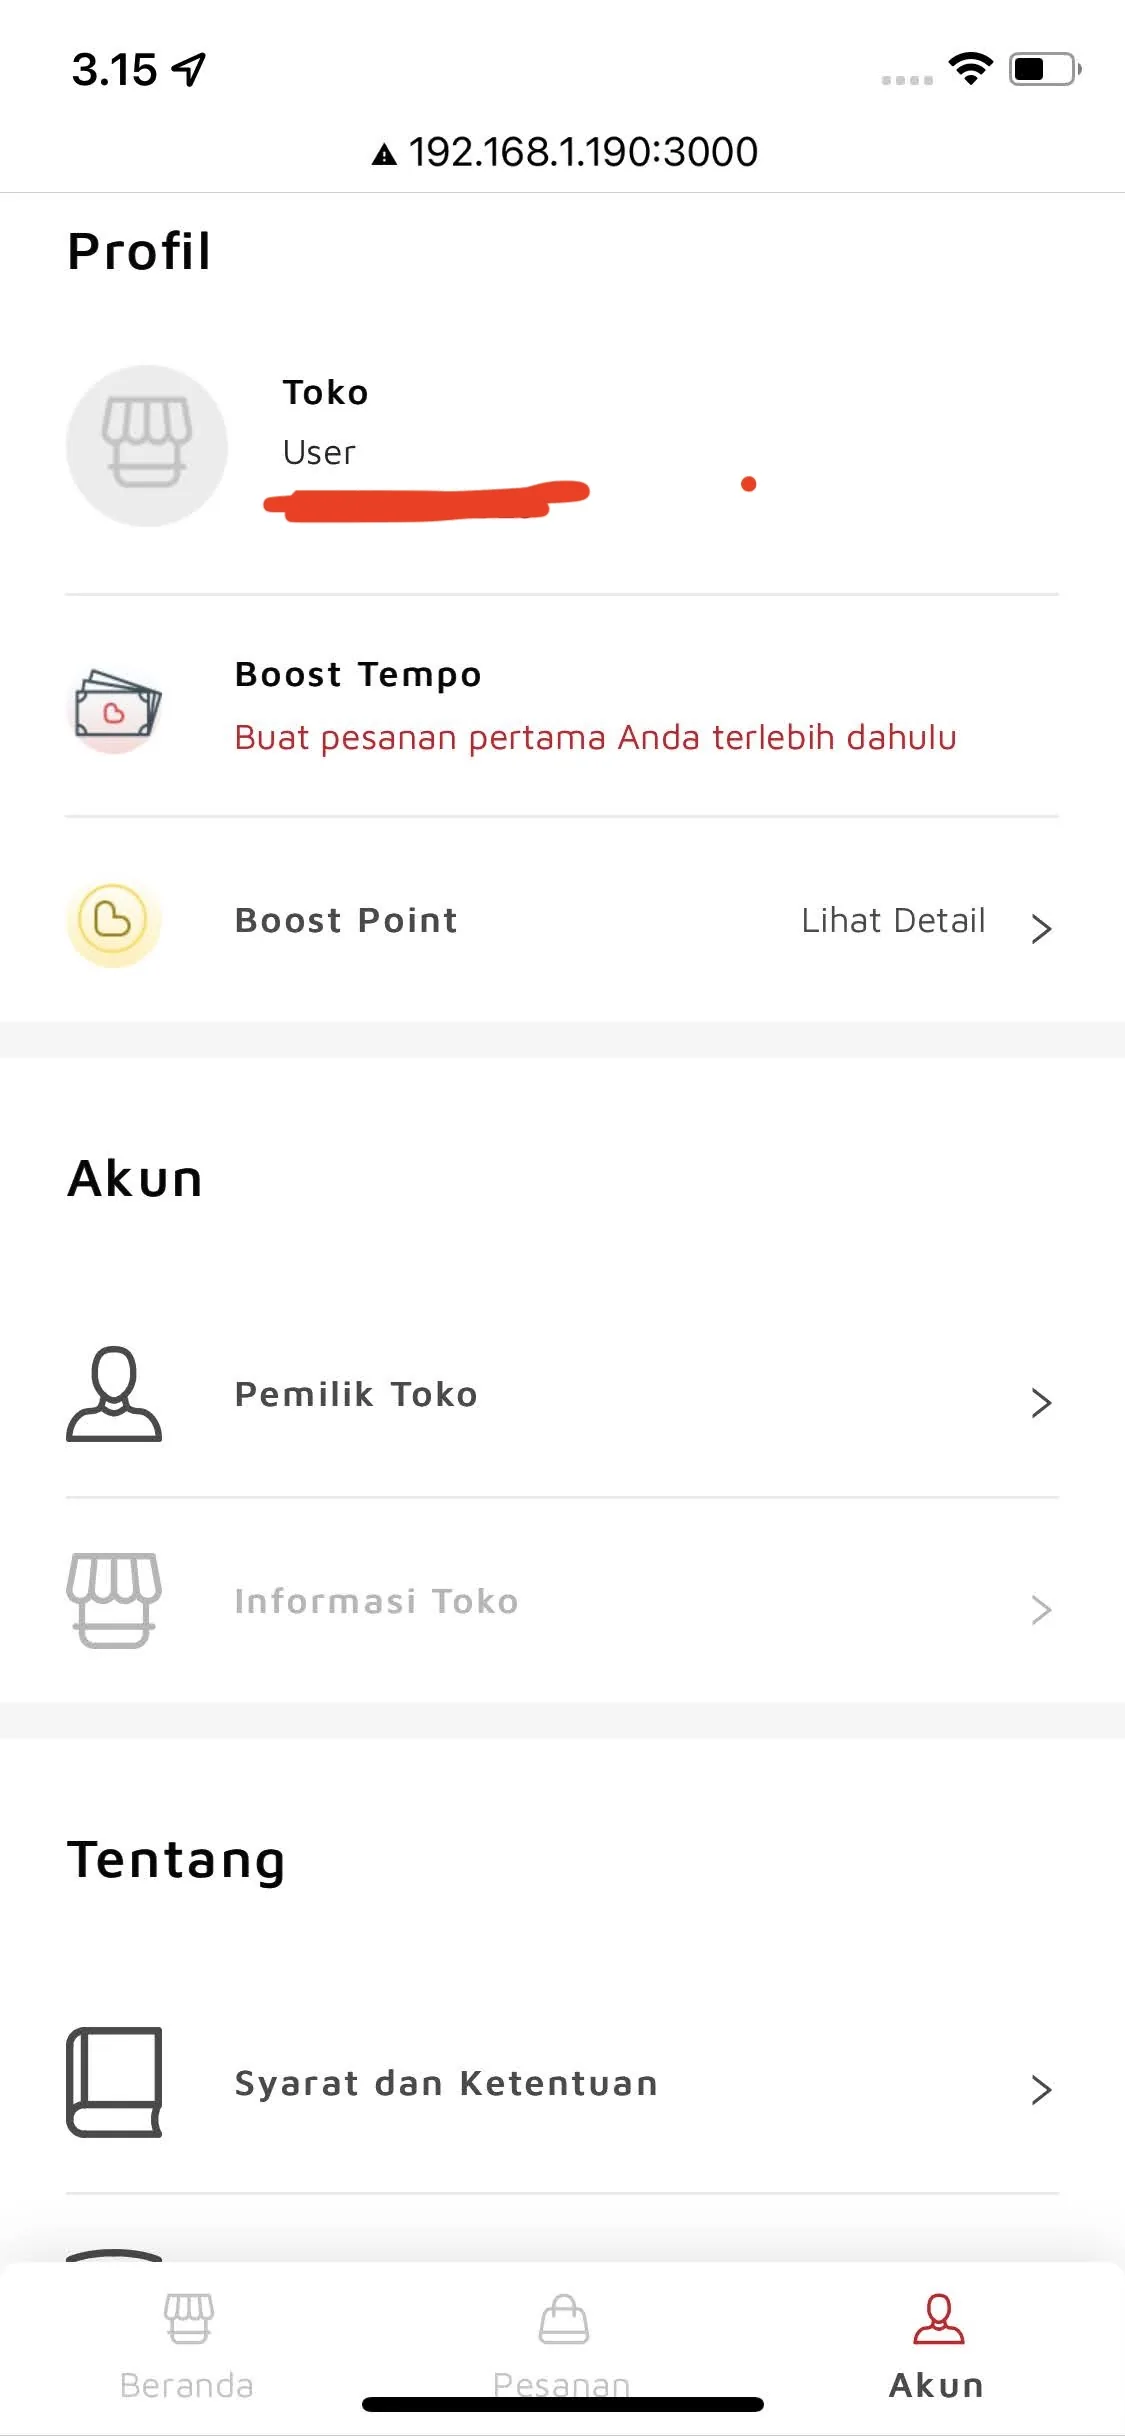 3.15
192.168.1.190:3000
Profil
Toko
User
Boost Tempo
Buat pesanan pertama Anda terlebih dahulu
Boost Point
Lihat Detail
Akun
Pemilik Toko
Informasi Toko
Tentang
Syarat dan Ketentuan
Beranda
Pesanan
Akun